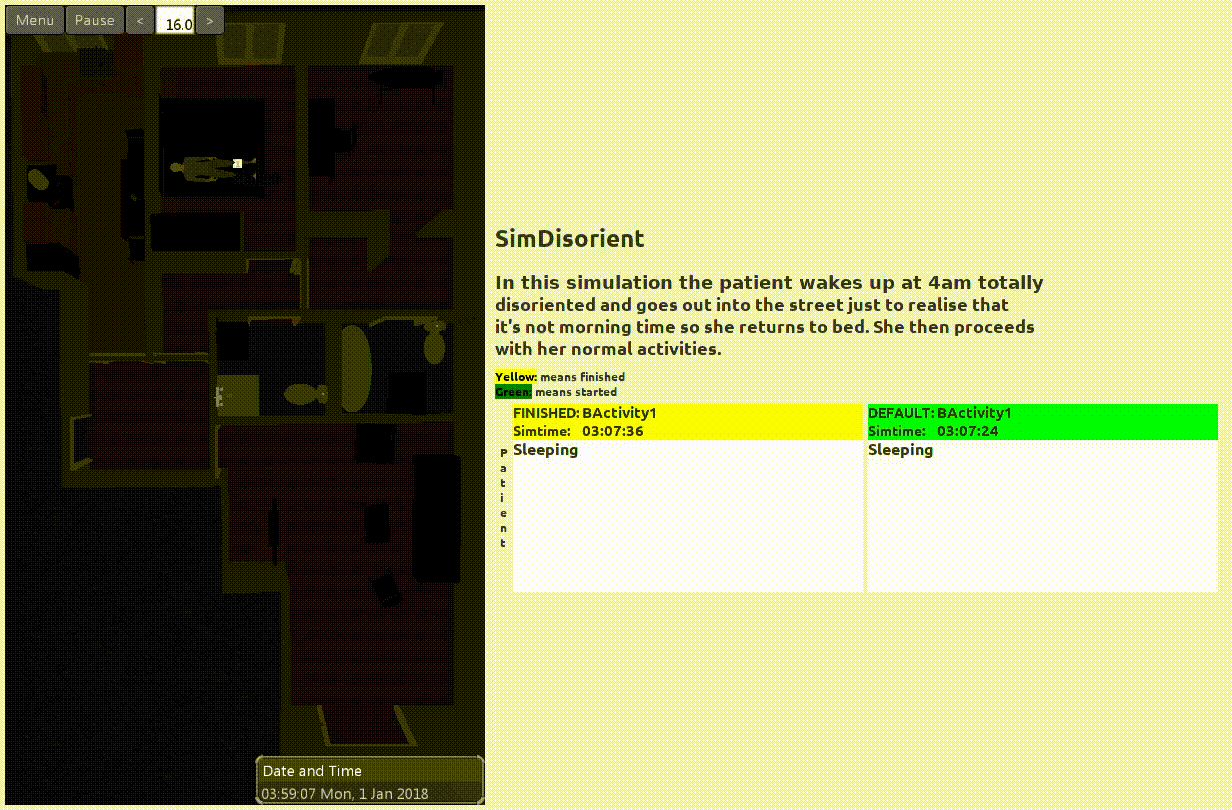 Menu Pause < 16.0 >
SimDisorient
In this simulation the patient wakes up at 4am totally
disoriented and goes out into the street just to realise that
it's not morning time so she returns to bed. She then proceeds
with her normal activities.
Yellow: means finished
Green: means started
FINISHED: BActivity1 DEFAULT: BActivity1
Simtime: 03:07:36 Simtime: 03:07:24
Patient
Sleeping Sleeping
Date and Time
03:59:07 Mon, 1 Jan 2018